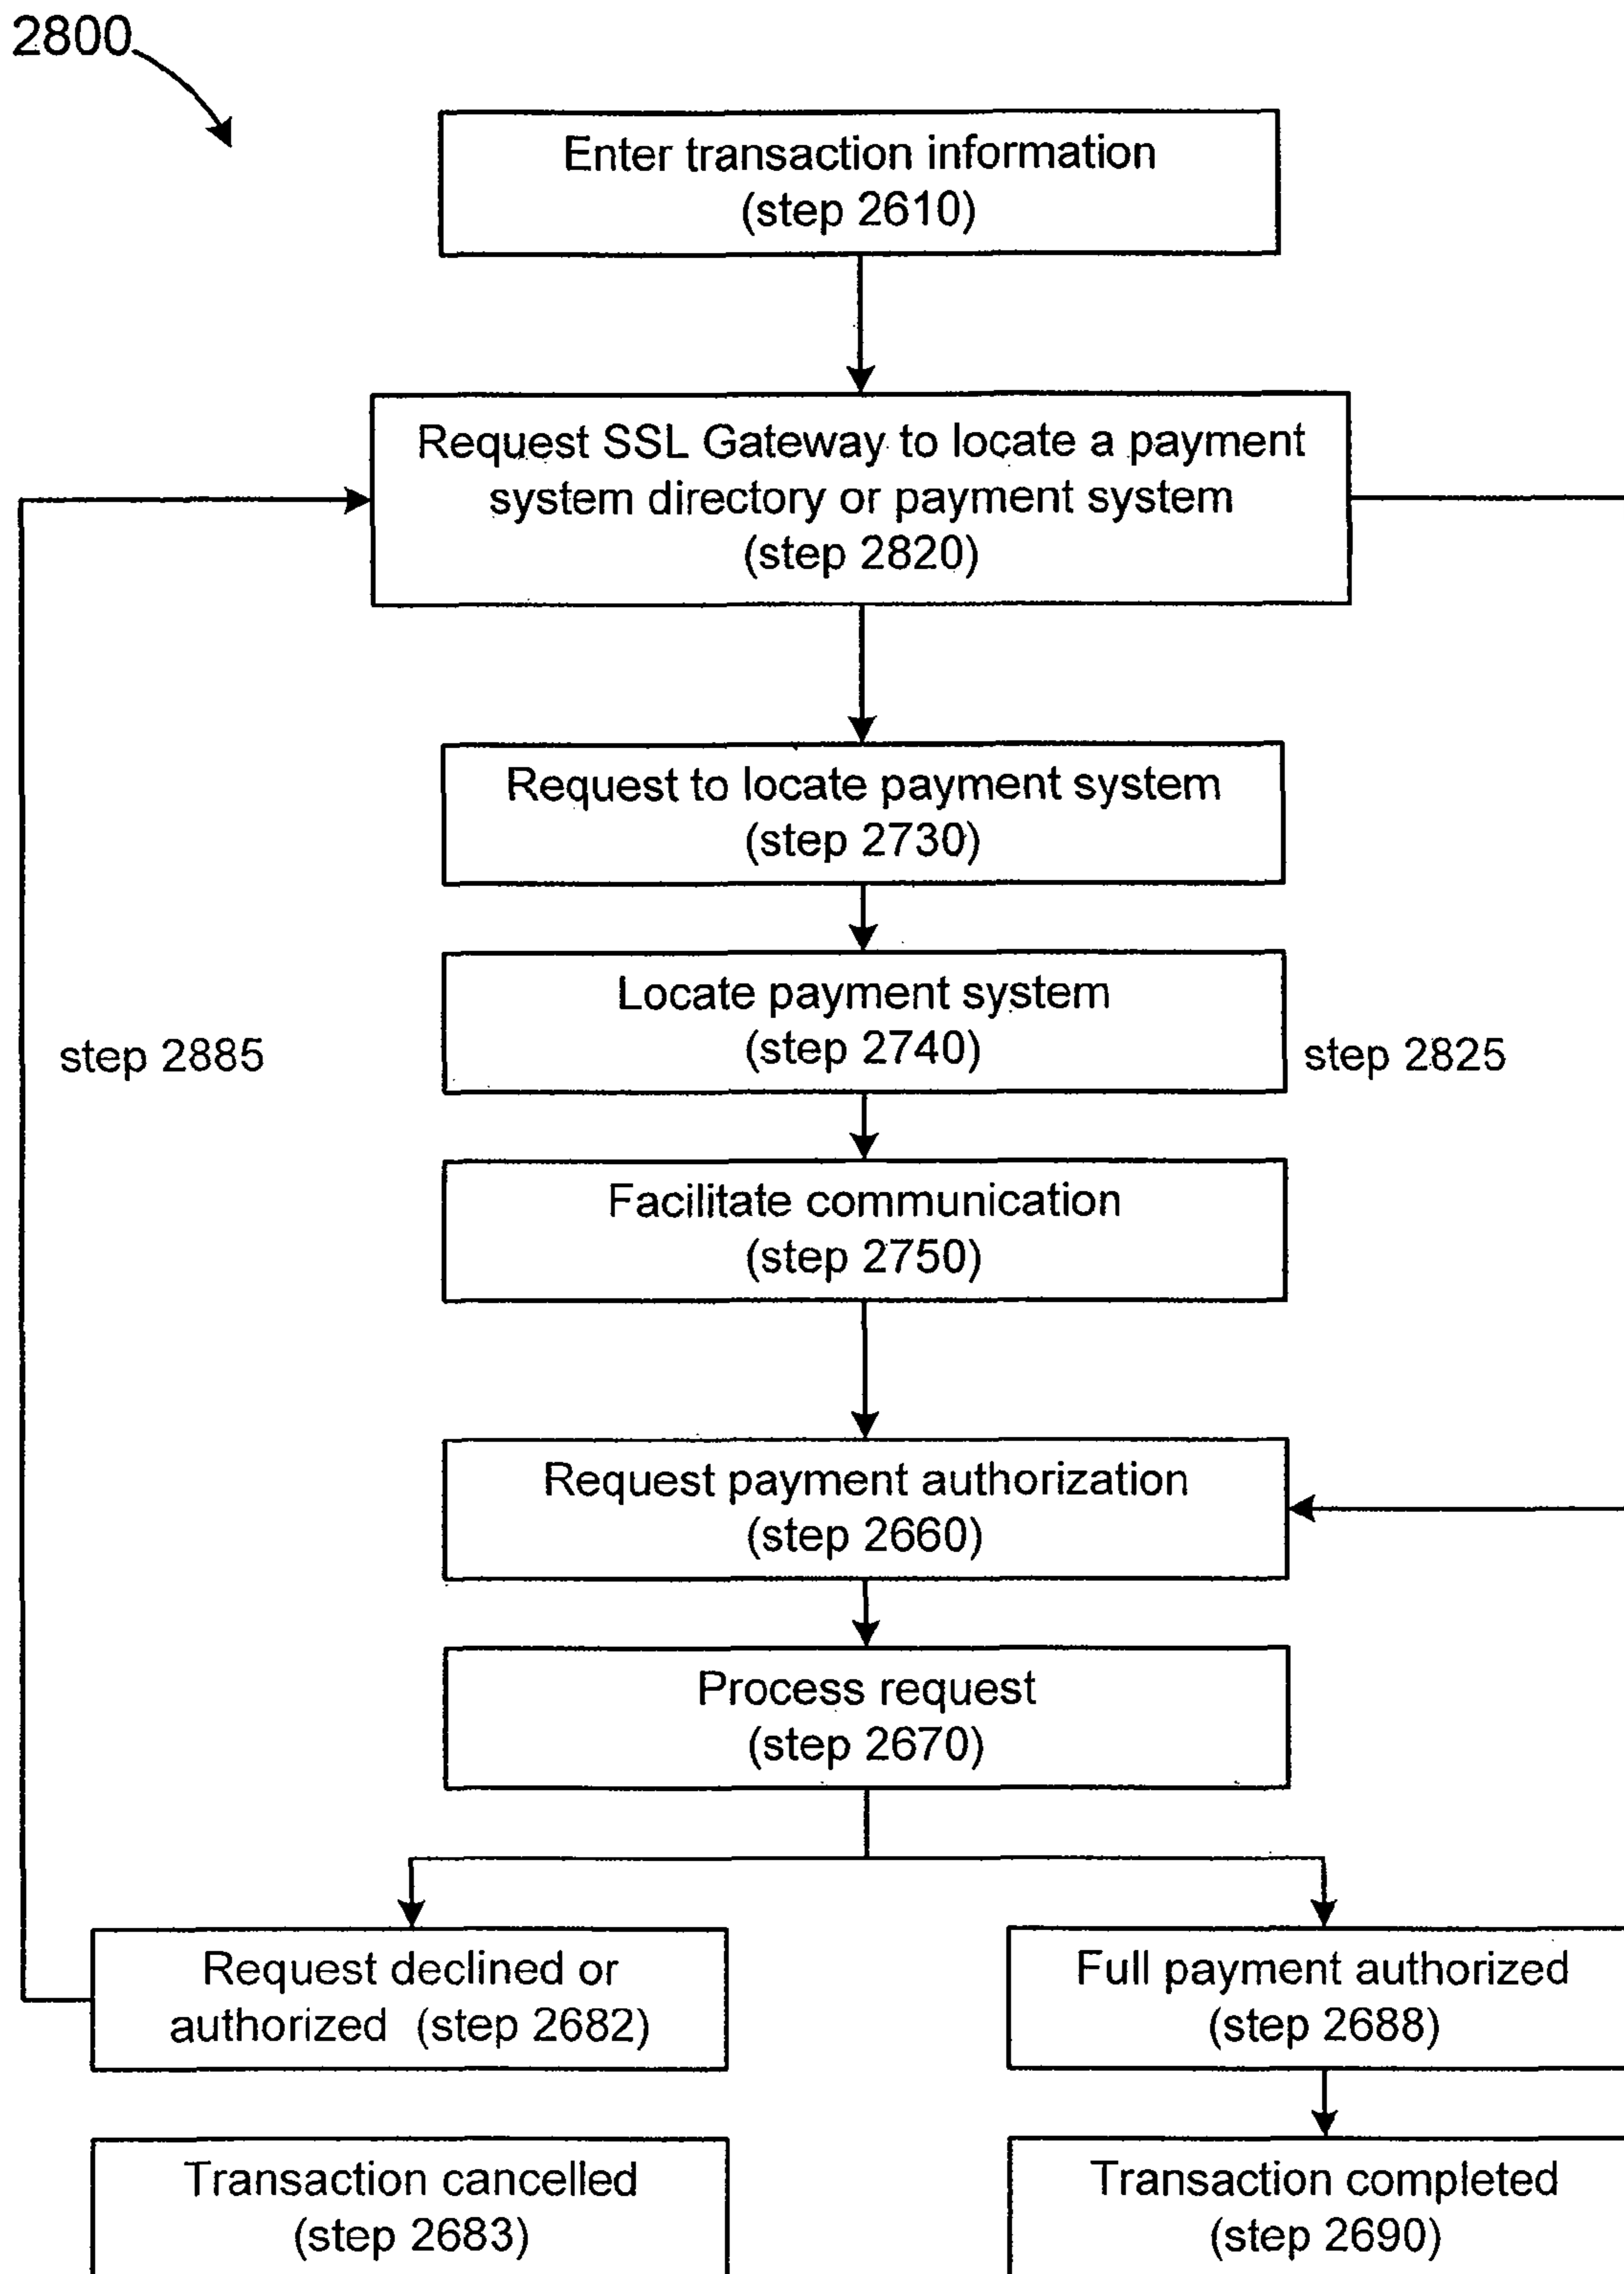 2800
Enter transaction information
(step 2610)
Request SSL Gateway to locate a payment
system directory or payment system
(step 2820)
Request to locate payment system
(step 2730)
Locate payment system
(step 2740)
step 2885
step 2825
Facilitate communication
(step 2750)
Request payment authorization
(step 2660)
Process request
(step 2670)
Request declined or
authorized (step 2682)
Full payment authorized
(step 2688)
Transaction cancelled
(step 2683)
Transaction completed
(step 2690)